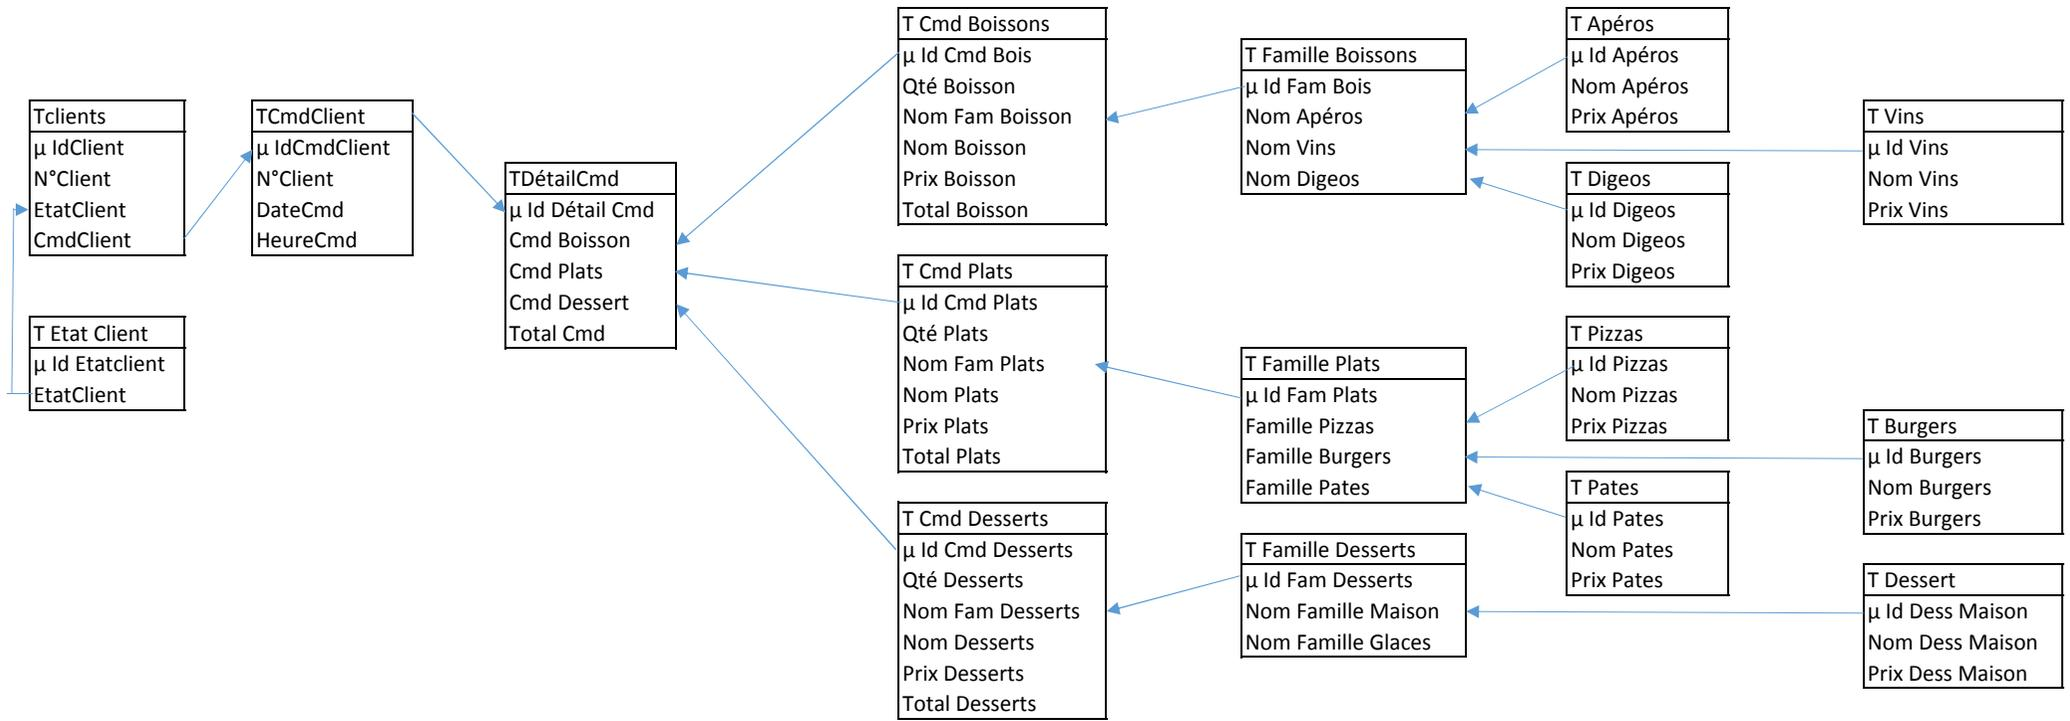 Tclients
µ IdClient
N°Client
EtatClient
CmdClient
T Etat Client
µ Id Etatclient
EtatClient
TCmdClient
µ IdCmdClient
N°Client
DateCmd
HeureCmd
TDétailCmd
µ Id Détail Cmd
Cmd Boisson
Cmd Plats
Cmd Dessert
Total Cmd
T Cmd Boissons
µ Id Cmd Bois
Qté Boisson
Nom Fam Boisson
Nom Boisson
Prix Boisson
Total Boisson
T Cmd Plats
µ Id Cmd Plats
Qté Plats
Nom Fam Plats
Nom Plats
Prix Plats
Total Plats
T Cmd Desserts
µ Id Cmd Desserts
Qté Desserts
Nom Fam Desserts
Nom Desserts
Prix Desserts
Total Desserts
T Famille Boissons
µ Id Fam Bois
Nom Apéros
Nom Vins
Nom Digeos
T Famille Plats
µ Id Fam Plats
Famille Pizzas
Famille Burgers
Famille Pates
T Famille Desserts
µ Id Fam Desserts
Nom Famille Maison
Nom Famille Glaces
T Apéros
µ Id Apéros
Nom Apéros
Prix Apéros
T Digeos
µ Id Digeos
Nom Digeos
Prix Digeos
T Pizzas
µ Id Pizzas
Nom Pizzas
Prix Pizzas
T Pates
µ Id Pates
Nom Pates
Prix Pates
T Vins
µ Id Vins
Nom Vins
Prix Vins
T Burgers
µ Id Burgers
Nom Burgers
Prix Burgers
T Dessert
µ Id Dess Maison
Nom Dess Maison
Prix Dess Maison